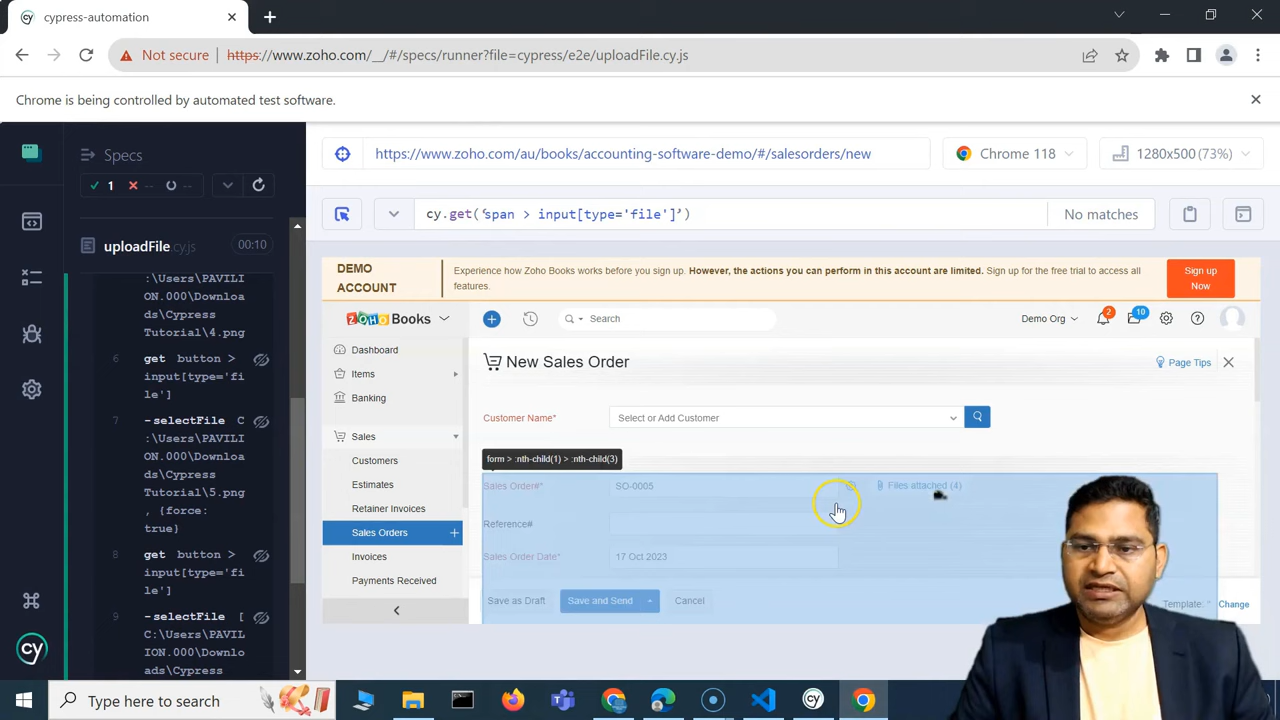 cypress-automation
Not secure https://www.zoho.com/__/#/specs/runner?file=cypress/e2e/uploadFile.cy.js
Chrome is being controlled by automated test software.
Specs
https://www.zoho.com/au/books/accounting-software-demo/#/salesorders/new
Chrome 118
1280x500 (73%)
1 -- --
cy.get(‘span > input[type='file']’)
No matches
uploadFile.cy.js 00:10
:\Users\PAVILI
ON.000\Downloa
ds\Cypress
Tutorial\4.png
6 get button >
input[type='fi
le']
7 -selectFile C
:\Users\PAVILI
ON.000\Downloa
ds\Cypress
Tutorial\5.png
, {force:
true}
8 get button >
input[type='fi
le']
9 -selectFile [
C:\Users\PAVIL
ION.000\Downlo
ads\Cypress
DEMO
ACCOUNT
Experience how Zoho Books works before you sign up. However, the actions you can perform in this account are limited. Sign up for the free trial to access all
features.
Sign up
Now
ZOHO Books
Search
Demo Org
2
10
Dashboard
Items
Banking
Sales
Customers
Estimates
Retailner Invoices
Sales Orders
Invoices
Payments Received
New Sales Order
Page Tips
Customer Name*
Select or Add Customer
form > :nth-child(1) > :nth-child(3)
Sales Order#*
SO-0005
Files attached (4)
Reference#
Sales Order Date*
17 Oct 2023
Save as Draft
Save and Send
Cancel
Template: '' Change
cy
Type here to search